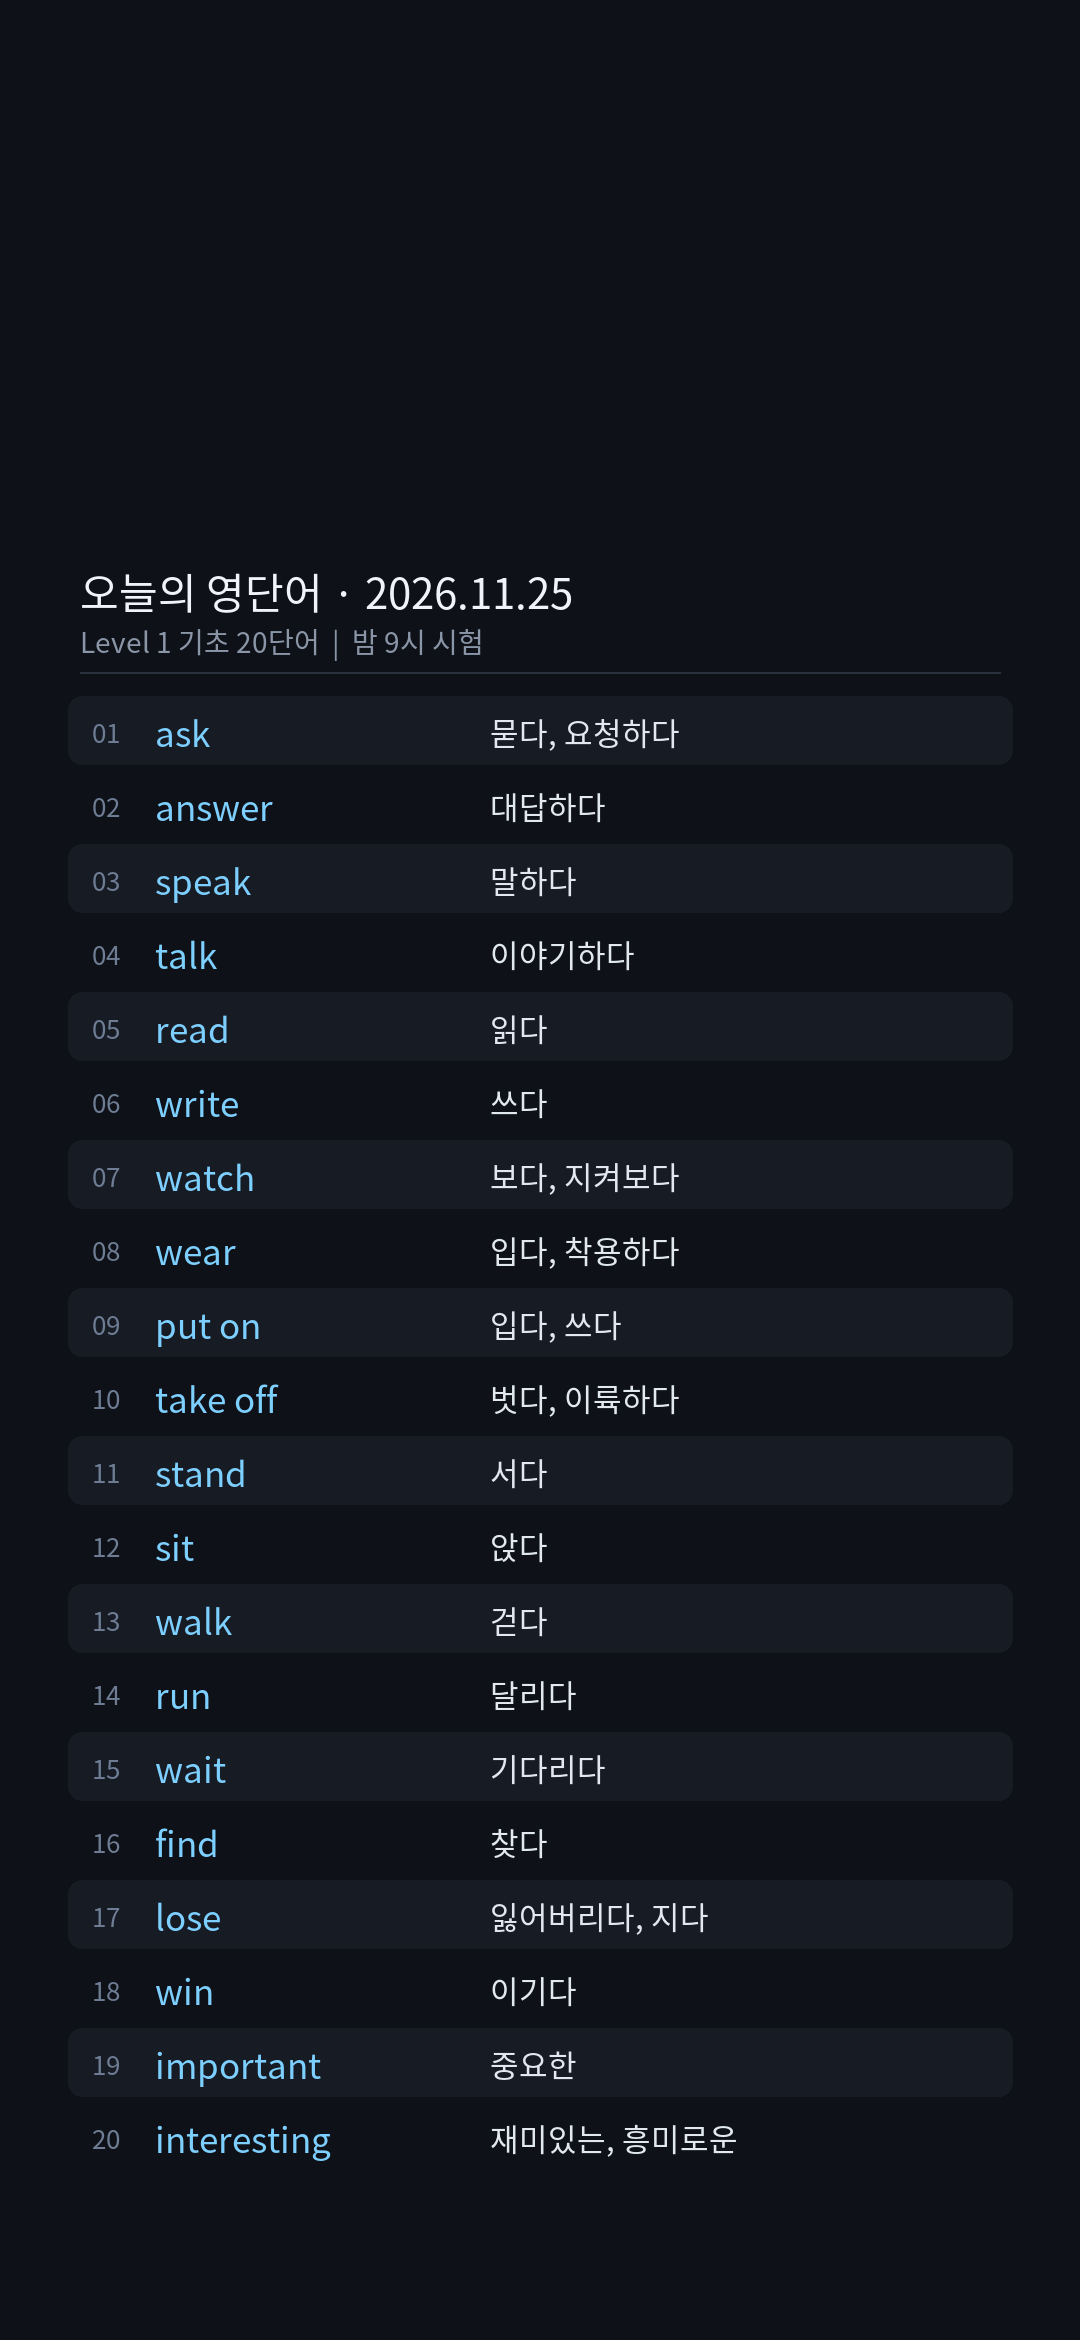 오늘의 영단어 · 2026.11.25
Level 1 기초 20단어 | 밤 9시 시험
01 ask 묻다, 요청하다
02 answer 대답하다
03 speak 말하다
04 talk 이야기하다
05 read 읽다
06 write 쓰다
07 watch 보다, 지켜보다
08 wear 입다, 착용하다
09 put on 입다, 쓰다
10 take off 벗다, 이륙하다
11 stand 서다
12 sit 앉다
13 walk 걷다
14 run 달리다
15 wait 기다리다
16 find 찾다
17 lose 잃어버리다, 지다
18 win 이기다
19 important 중요한
20 interesting 재미있는, 흥미로운